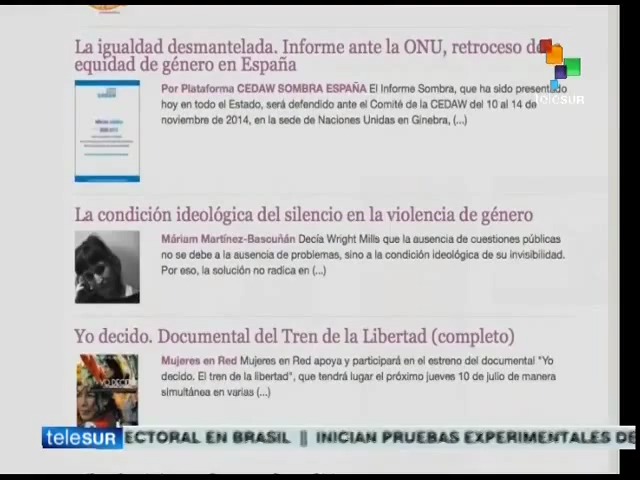 La igualdad desmantelada. Informe ante la ONU, retroceso de
equidad de género en España
Por Plataforma CEDAW SOMBRA ESPAÑA El Informe Sombra, que ha sido presentado
hoy en todo el Estado, será defendido ante el Comité de la CEDAW del 10 al 14 de
noviembre de 2014, en la sede de Naciones Unidas en Ginebra, (...)
teleSUR
La condición ideológica del silencio en la violencia de género
Máriam Martínez-Bascuñán Decía Wright Mills que la ausencia de cuestiones públicas
no se debe a la ausencia de problemas, sino a la condición ideológica de su invisibilidad.
Por eso, la solución no radica en (...)
Yo decido. Documental del Tren de la Libertad (completo)
Mujeres en Red Mujeres en Red apoya y participará en el estreno del documental "Yo
decido. El tren de la libertad", que tendrá lugar el próximo jueves 10 de julio de manera
simultánea en varias (...)
teleSUR ECTORAL EN BRASIL || INICIAN PRUEBAS EXPERIMENTALES DE